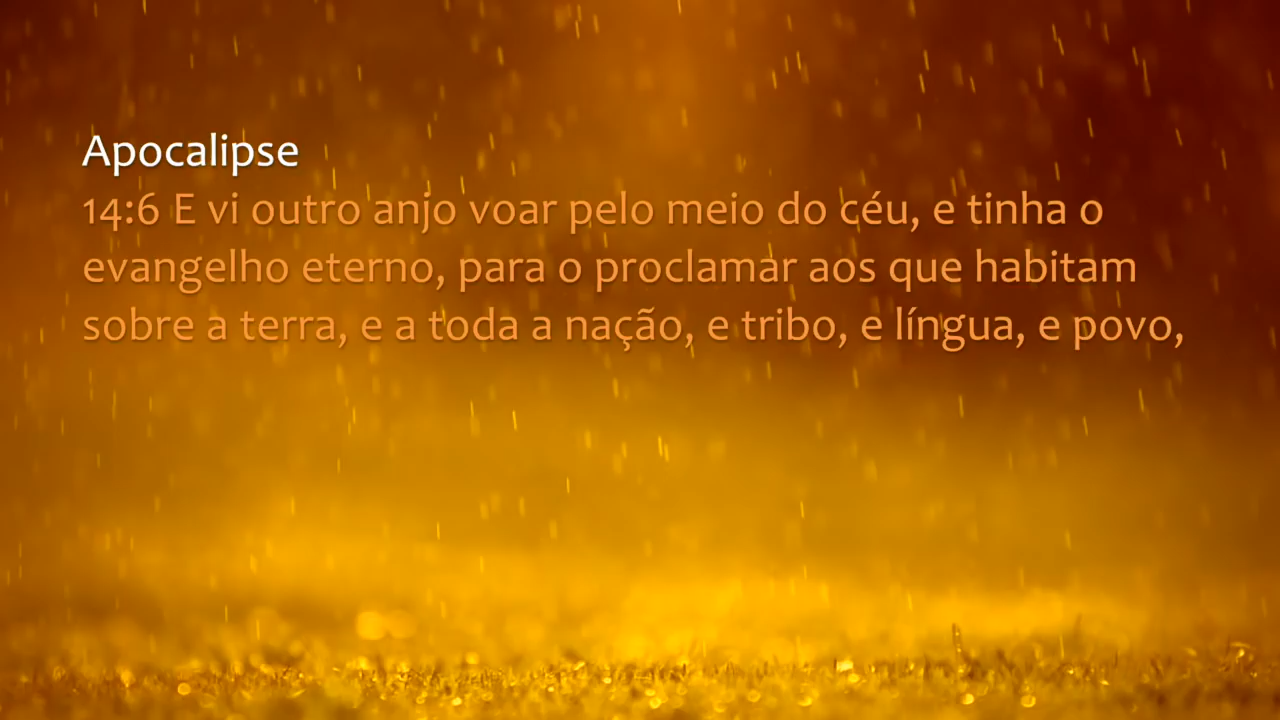 Apocalipse
14:6 E vi outro anjo voar pelo meio do céu, e tinha o
evangelho eterno, para o proclamar aos que habitam
sobre a terra, e a toda a nação, e tribo, e língua, e povo,